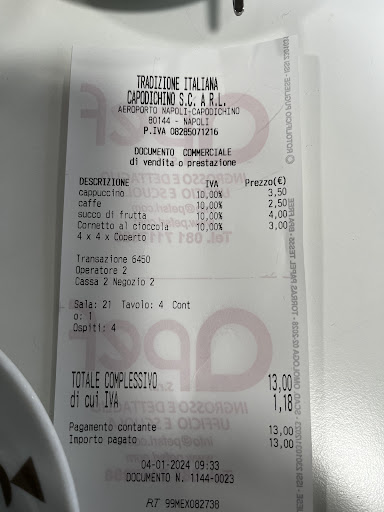 TRADIZIONE ITALIANA
CAPODICHINO S.C. A R.L.
AEROPORTO NAPOLI-CAPODICHINO
80144 - NAPOLI
P.IVA 08285071216
DOCUMENTO COMMERCIALE
di vendita o prestazione
DESCRIZIONE IVA Prezzo(€)
cappuccino 10,00% 3,50
caffe 10,00% 2,50
succo di frutta 10,00% 4,00
Cornetto al cioccola 10,00% 3,00
4 x 4 x Coperto
Transazione 6450
Operatore 2
Cassa 2 Negozio 2
Sala: 21 Tavolo: 4 Cont
o: 1
Ospiti: 4
TOTALE COMPLESSIVO 13,00
di cui IVA 1,18
Pagamento contante 13,00
Importo pagato 13,00
04-01-2024 09:33
DOCUMENTO N. 1144-0023
RT 99MEX082738